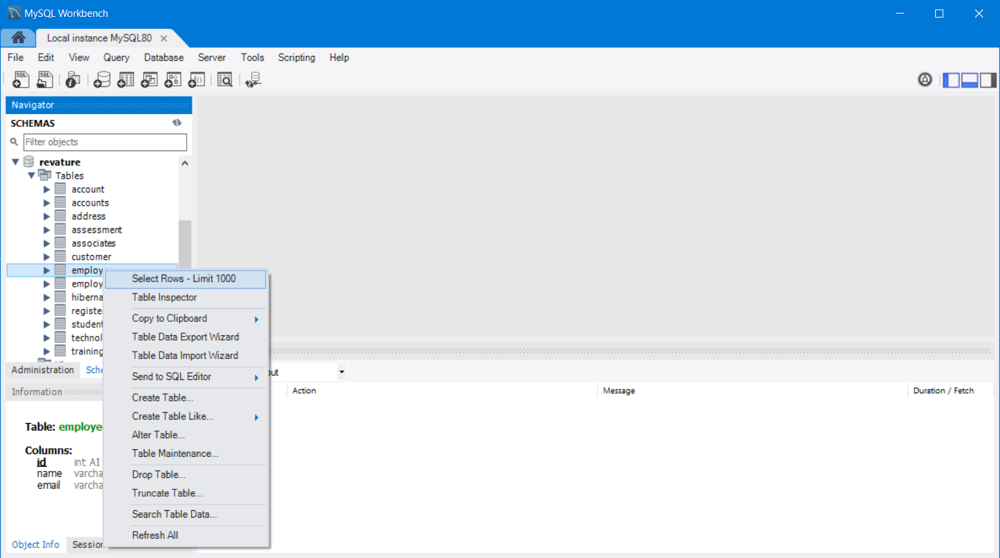 MySQL Workbench
Local instance MySQL80
File Edit View Query Database Server Tools Scripting Help
SQL SQL
Navigator
SCHEMAS
Filter objects
revature
Tables
account
accounts
address
assessment
associates
customer
employ
employ
hiberna
registe
student
technol
training
Administration Sche
Information
Table: employe
Columns:
id int AI
name varcha
email varcha
Object Info Session
Select Rows - Limit 1000
Table Inspector
Copy to Clipboard
Table Data Export Wizard
Table Data Import Wizard
Send to SQL Editor
Create Table...
Create Table Like...
Alter Table...
Table Maintenance...
Drop Table...
Truncate Table...
Search Table Data...
Refresh All
put
Action Message Duration / Fetch